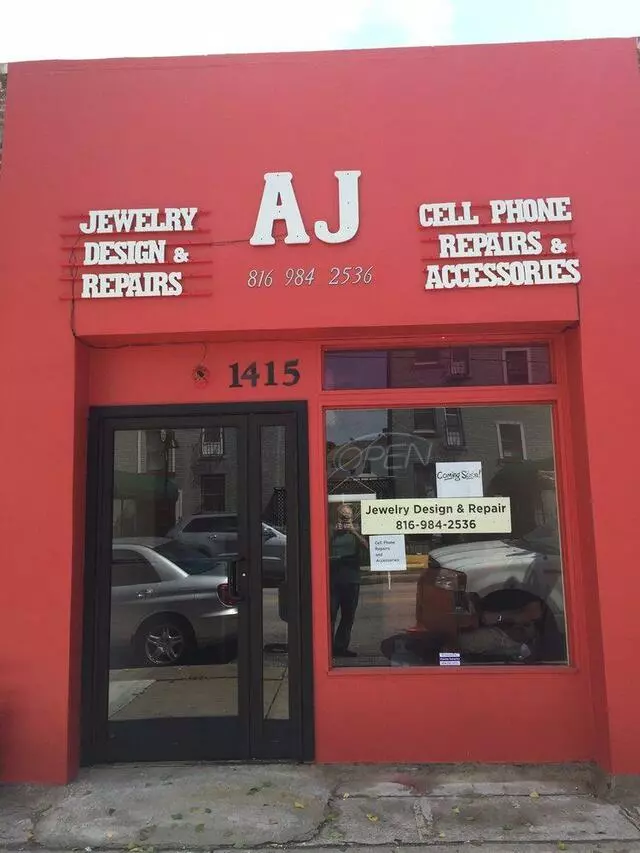 AJ
JEWELRY
DESIGN &
REPAIRS
816 984 2536
CELL PHONE
REPAIRS &
ACCESSORIES
1415
OPEN
Coming Soon!
Jewelry Design & Repair
816-984-2536
Cell Phone
Repairs
and
Accessories